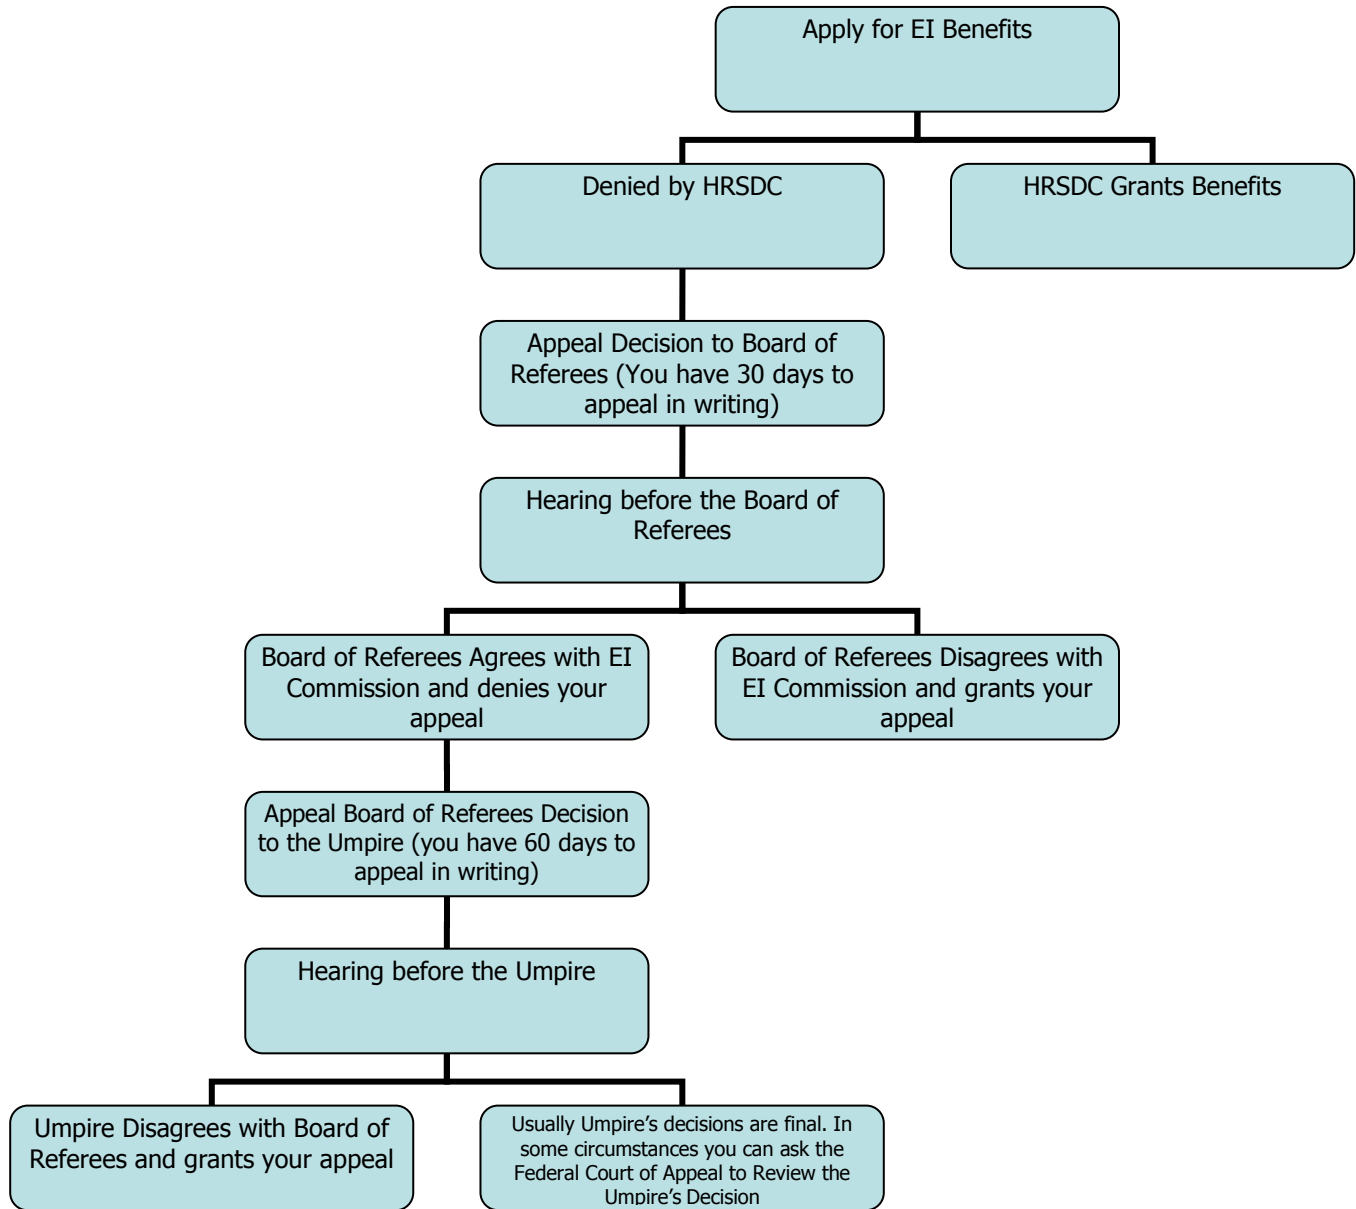 Apply for EI Benefits
Denied by HRSDC
HRSDC Grants Benefits
Appeal Decision to Board of
Referees (You have 30 days to
appeal in writing)
Hearing before the Board of
Referees
Board of Referees Agrees with EI
Commission and denies your
appeal
Board of Referees Disagrees with
EI Commission and grants your
appeal
Appeal Board of Referees Decision
to the Umpire (you have 60 days to
appeal in writing)
Hearing before the Umpire
Umpire Disagrees with Board of
Referees and grants your appeal
Usually Umpire’s decisions are final. In
some circumstances you can ask the
Federal Court of Appeal to Review the
Umpire’s Decision